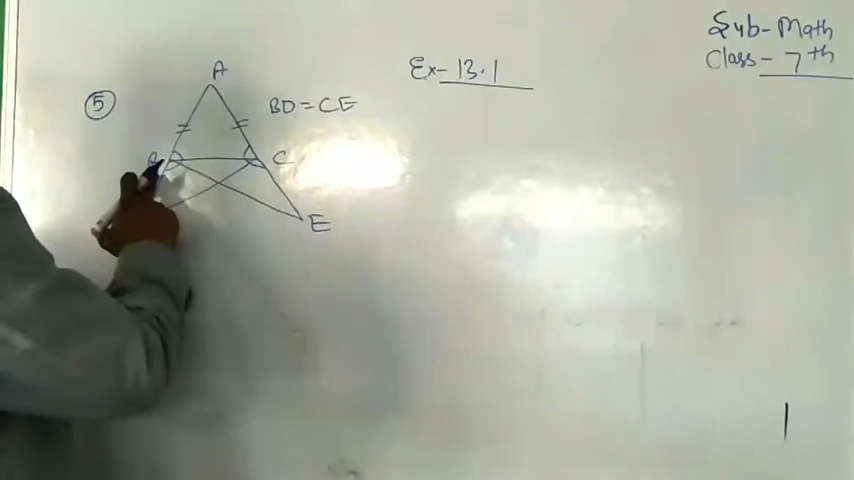 Sub-Math
Class- 7th
Ex-13.1
5
A
BD = CE
B
C
E